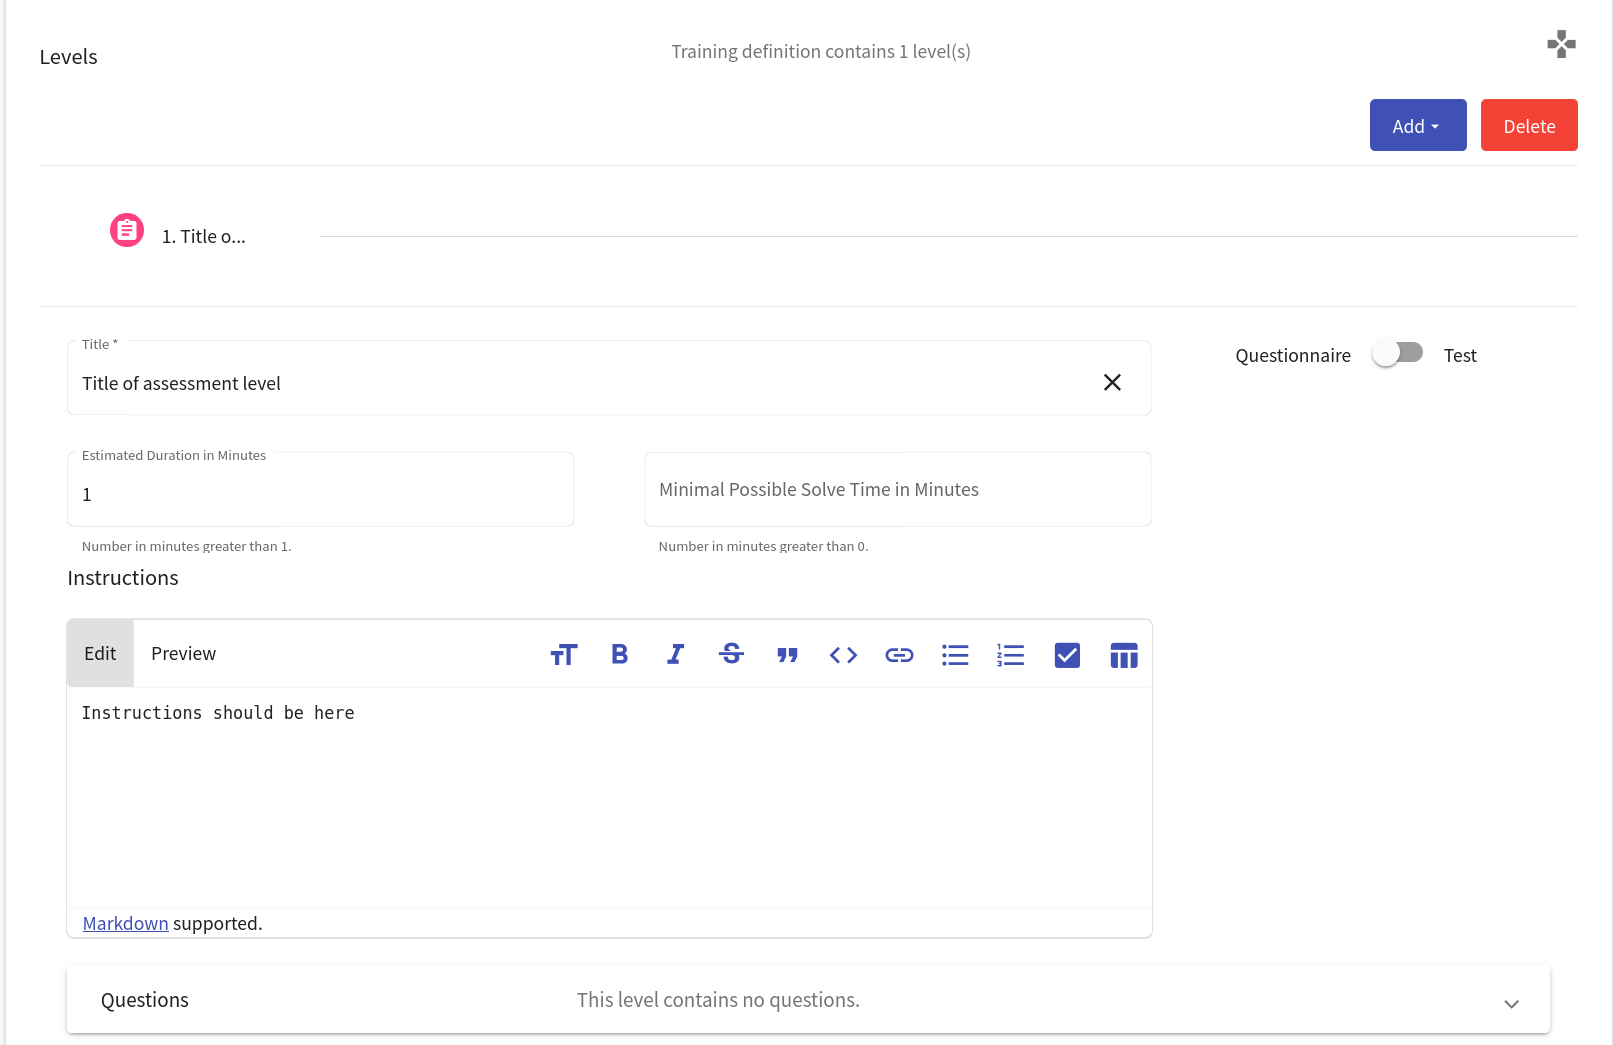 Levels
Training definition contains 1 level(s)
Add
Delete
1. Title o...
Title *
Title of assessment level
Questionnaire
Test
Estimated Duration in Minutes
1
Minimal Possible Solve Time in Minutes
Number in minutes greater than 1.
Number in minutes greater than 0.
Instructions
Edit
Preview
Instructions should be here
Markdown supported.
Questions
This level contains no questions.